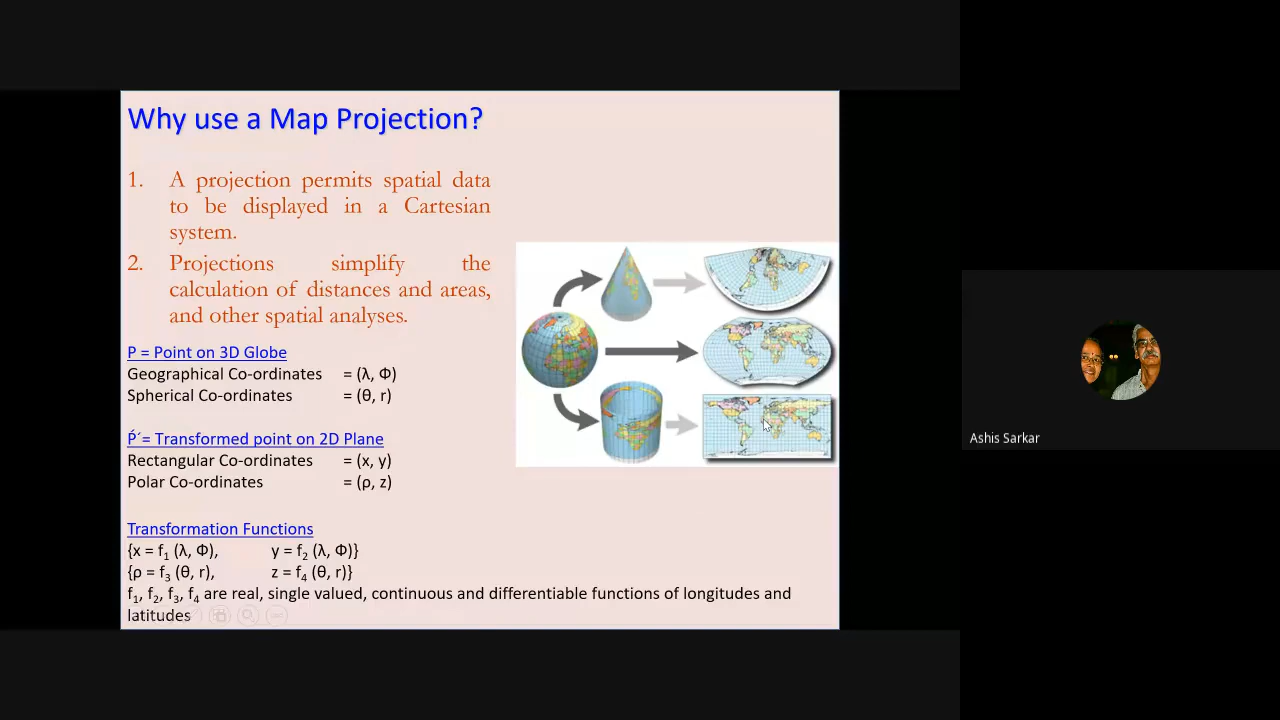 Why use a Map Projection?
1. A projection permits spatial data
to be displayed in a Cartesian
system.
2. Projections simplify the
calculation of distances and areas,
and other spatial analyses.
P = Point on 3D Globe
Geographical Co-ordinates = (λ, Φ)
Spherical Co-ordinates = (θ, r)
Ṕ´= Transformed point on 2D Plane
Rectangular Co-ordinates = (x, y)
Polar Co-ordinates = (ρ, z)
Transformation Functions
{x = f₁ (λ, Φ), y = f₂ (λ, Φ)}
{ρ = f₃ (θ, r), z = f₄ (θ, r)}
f₁, f₂, f₃, f₄ are real, single valued, continuous and differentiable functions of longitudes and
latitudes
Ashis Sarkar